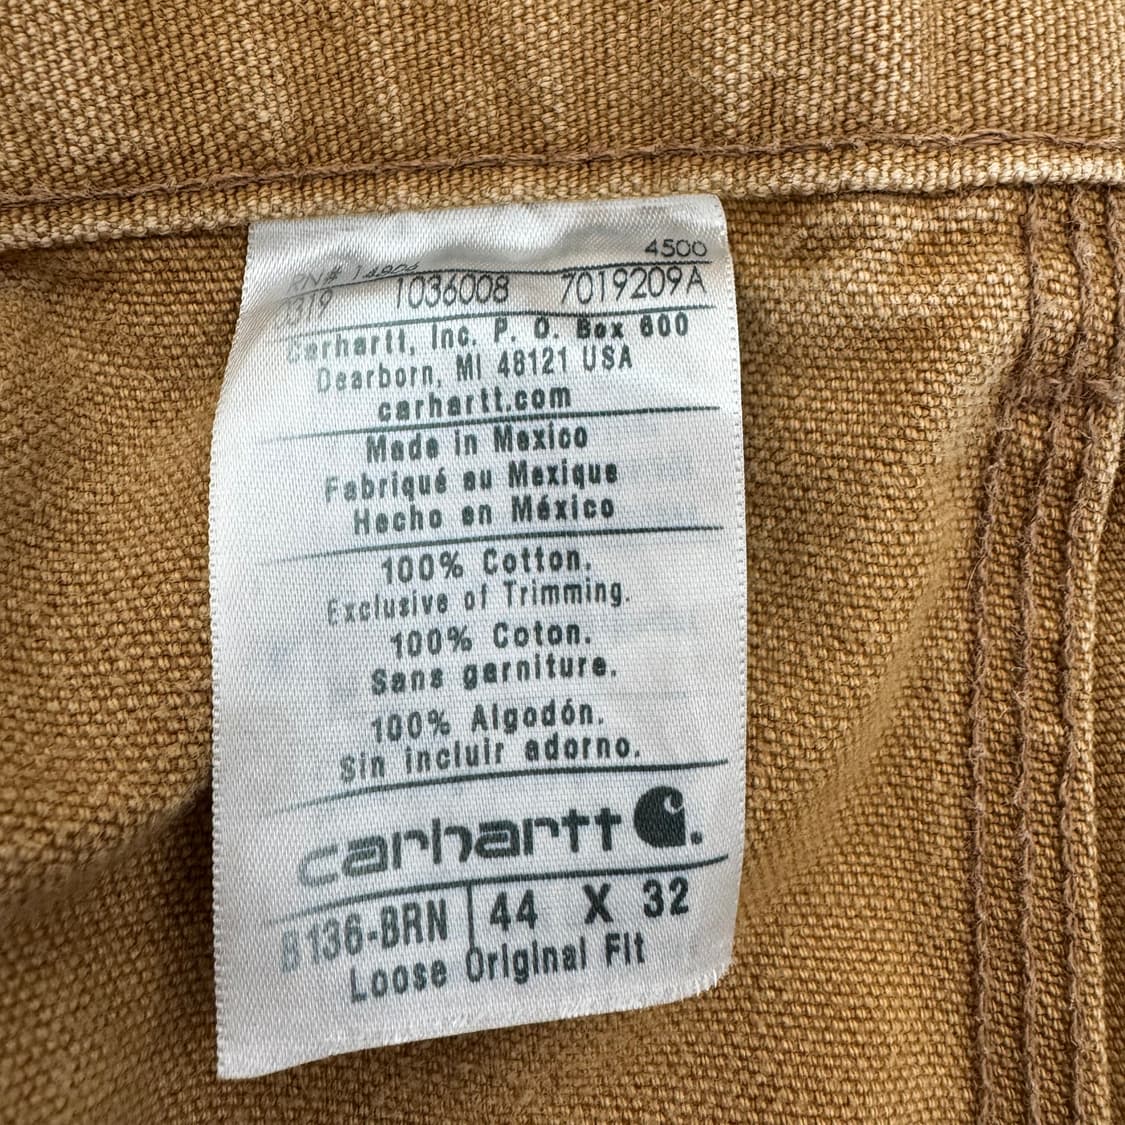 4500
RN# 14806
0319 1036008 7019209A
Carhartt, Inc. P. O. Box 600
Dearborn, MI 48121 USA
carhartt.com
Made in Mexico
Fabriqué au Mexique
Hecho en México
100% Cotton.
Exclusive of Trimming.
100% Coton.
Sans garniture.
100% Algodón.
Sin incluir adorno.
carhartt
B136-BRN 44 X 32
Loose Original Fit